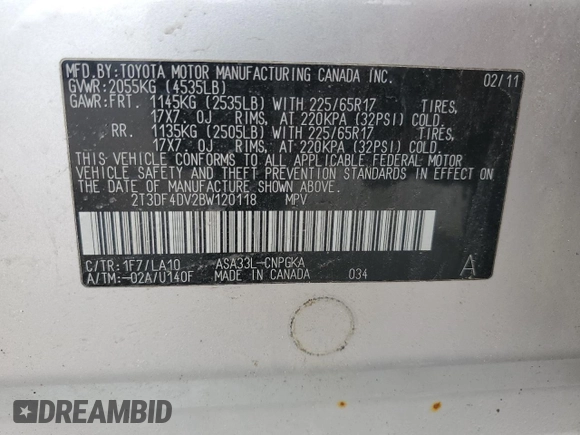 MFD.BY:TOYOTA MOTOR MANUFACTURING CANADA INC. 02/11
GVWR:2055KG (4535LB)
GAWR:FRT. 1145KG (2535LB) WITH 225/65R17 TIRES,
17X7.0J RIMS, AT 220KPA (32PSI) COLD.
RR. 1135KG (2505LB) WITH 225/65R17 TIRES,
17X7.0J RIMS, AT 220KPA (32PSI) COLD.
THIS VEHICLE CONFORMS TO ALL APPLICABLE FEDERAL MOTOR
VEHICLE SAFETY AND THEFT PREVENTION STANDARDS IN
EFFECT ON THE DATE OF MANUFACTURE SHOWN ABOVE.
2T3DF4DV2BW120118 MPV
C/TR:1F7/LA10 ASA33L-CNPGKA A
A/TM:-02A/U140F MADE IN CANADA 034
DREAMBID